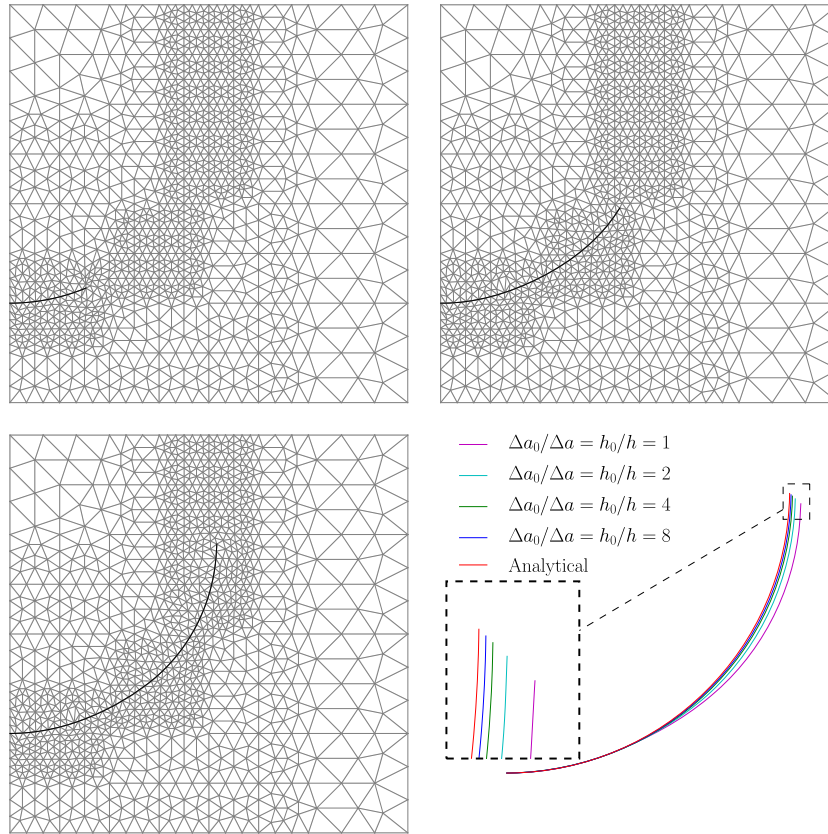 Δa₀/Δa = h₀/h = 1
Δa₀/Δa = h₀/h = 2
Δa₀/Δa = h₀/h = 4
Δa₀/Δa = h₀/h = 8
Analytical